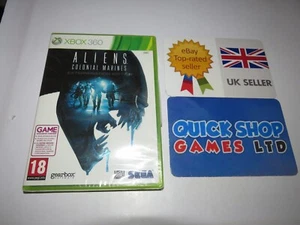 XBOX 360
ALIENS
COLONIAL MARINES
GAME
18
gearbox
SEGA
eBay
Top-rated
seller
UK SELLER
QUICK SHOP
GAMES LTD